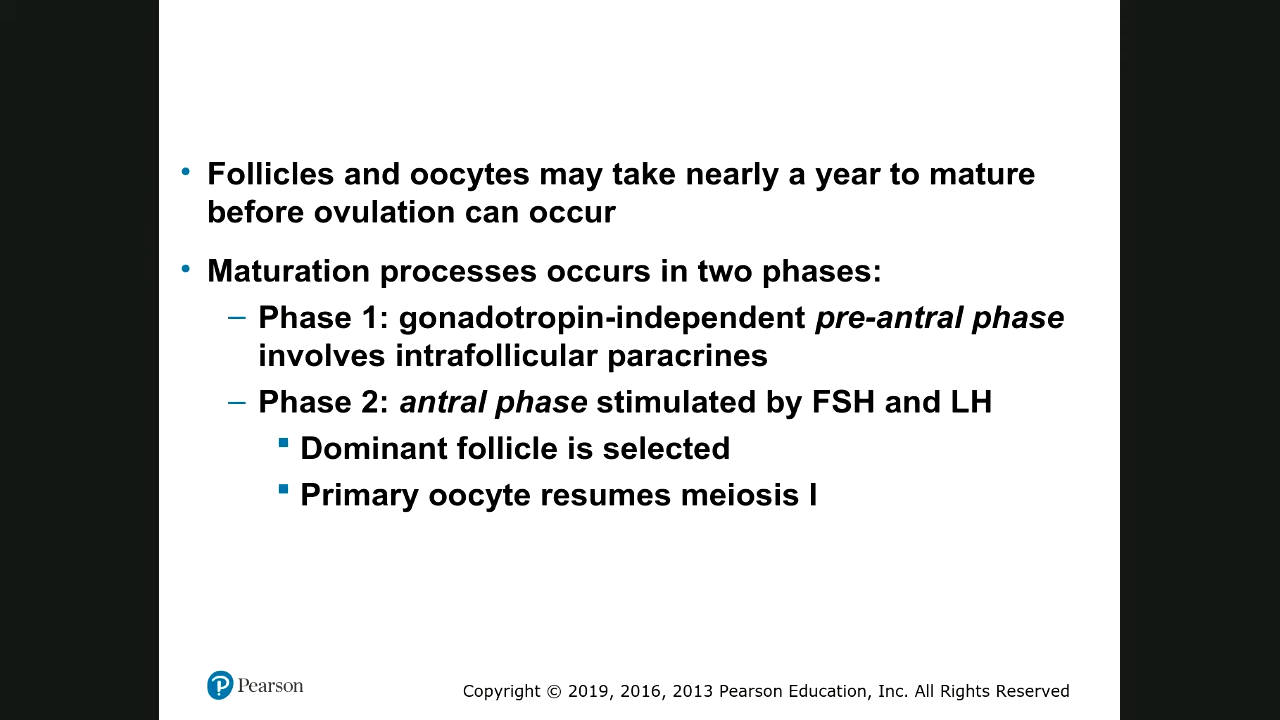 • Follicles and oocytes may take nearly a year to mature
before ovulation can occur
• Maturation processes occurs in two phases:
– Phase 1: gonadotropin-independent pre-antral phase
involves intrafollicular paracrines
– Phase 2: antral phase stimulated by FSH and LH
▪ Dominant follicle is selected
▪ Primary oocyte resumes meiosis I
Pearson
Copyright © 2019, 2016, 2013 Pearson Education, Inc. All Rights Reserved